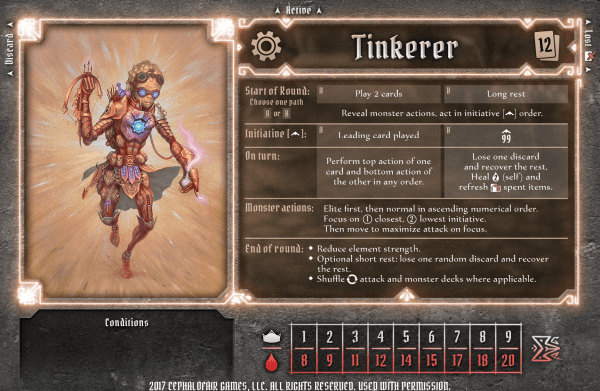 Active
Discard
Lost
Tinkerer
12
Start of Round:
Choose one path
A or B
A Play 2 cards
B Long rest
Reveal monster actions, act in initiative [ ] order.
Initiative [ ]:
A Leading card played
B 99
On turn:
Perform top action of one
card and bottom action of
the other in any order.
Lose one discard
and recover the rest.
Heal 2 (self) and
refresh spent items.
Monster actions:
Elite first, then normal in ascending numerical order.
Focus on ① closest, ② lowest initiative.
Then move to maximize attack on focus.
End of round:
◆ Reduce element strength.
◆ Optional short rest: lose one random discard and recover
the rest.
◆ Shuffle attack and monster decks where applicable.
Conditions
1 2 3 4 5 6 7 8 9
8 9 11 12 14 15 17 18 20
2017 CEPHALOFAIR GAMES, LLC. ALL RIGHTS RESERVED. USED WITH PERMISSION.